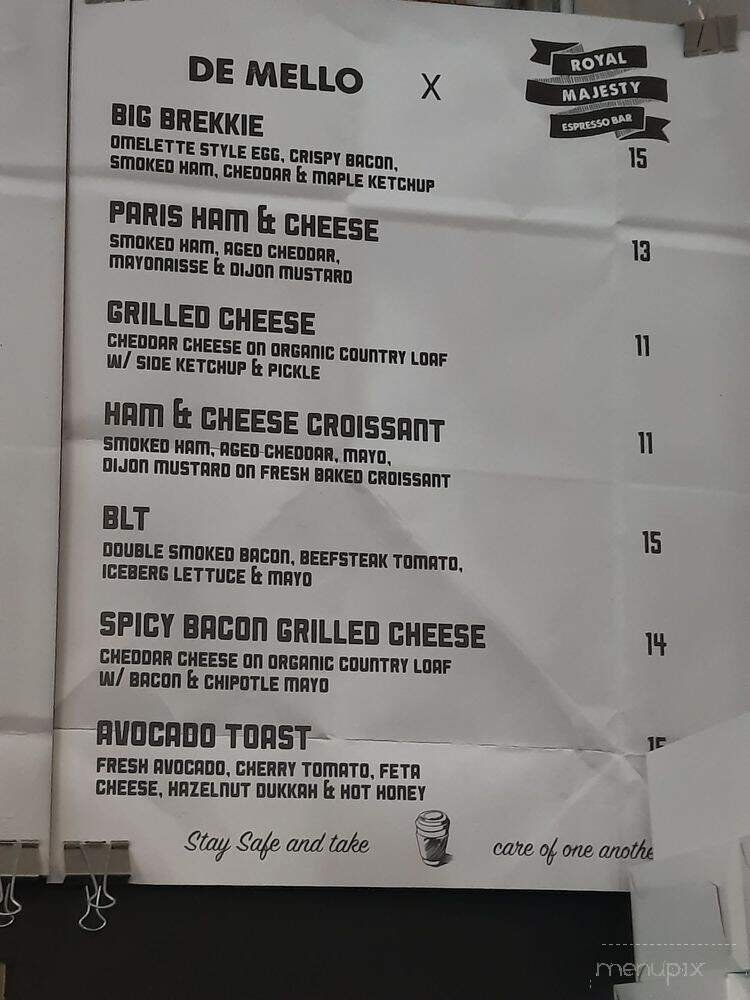 DE MELLO X ROYAL MAJESTY ESPRESSO BAR
BIG BREKKIE
OMELETTE STYLE EGG, CRISPY BACON,
SMOKED HAM, CHEDDAR & MAPLE KETCHUP
15
PARIS HAM & CHEESE
SMOKED HAM, AGED CHEDDAR,
MAYONAISSE & DIJON MUSTARD
13
GRILLED CHEESE
CHEDDAR CHEESE ON ORGANIC COUNTRY LOAF
W/ SIDE KETCHUP & PICKLE
11
HAM & CHEESE CROISSANT
SMOKED HAM, AGED CHEDDAR, MAYO,
DIJON MUSTARD ON FRESH BAKED CROISSANT
11
BLT
DOUBLE SMOKED BACON, BEEFSTEAK TOMATO,
ICEBERG LETTUCE & MAYO
15
SPICY BACON GRILLED CHEESE
CHEDDAR CHEESE ON ORGANIC COUNTRY LOAF
W/ BACON & CHIPOTLE MAYO
14
AVOCADO TOAST
FRESH AVOCADO, CHERRY TOMATO, FETA
CHEESE, HAZELNUT DUKKAH & HOT HONEY
Stay Safe and take care of one anothe
menupix